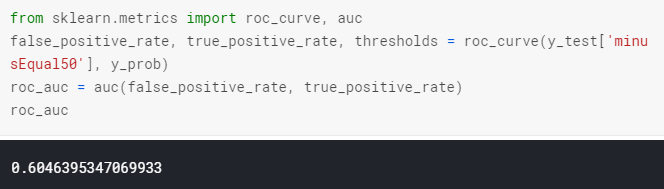 from sklearn.metrics import roc_curve, auc
false_positive_rate, true_positive_rate, thresholds = roc_curve(y_test['minu
sEqual50'], y_prob)
roc_auc = auc(false_positive_rate, true_positive_rate)
roc_auc
0.6046395347069933